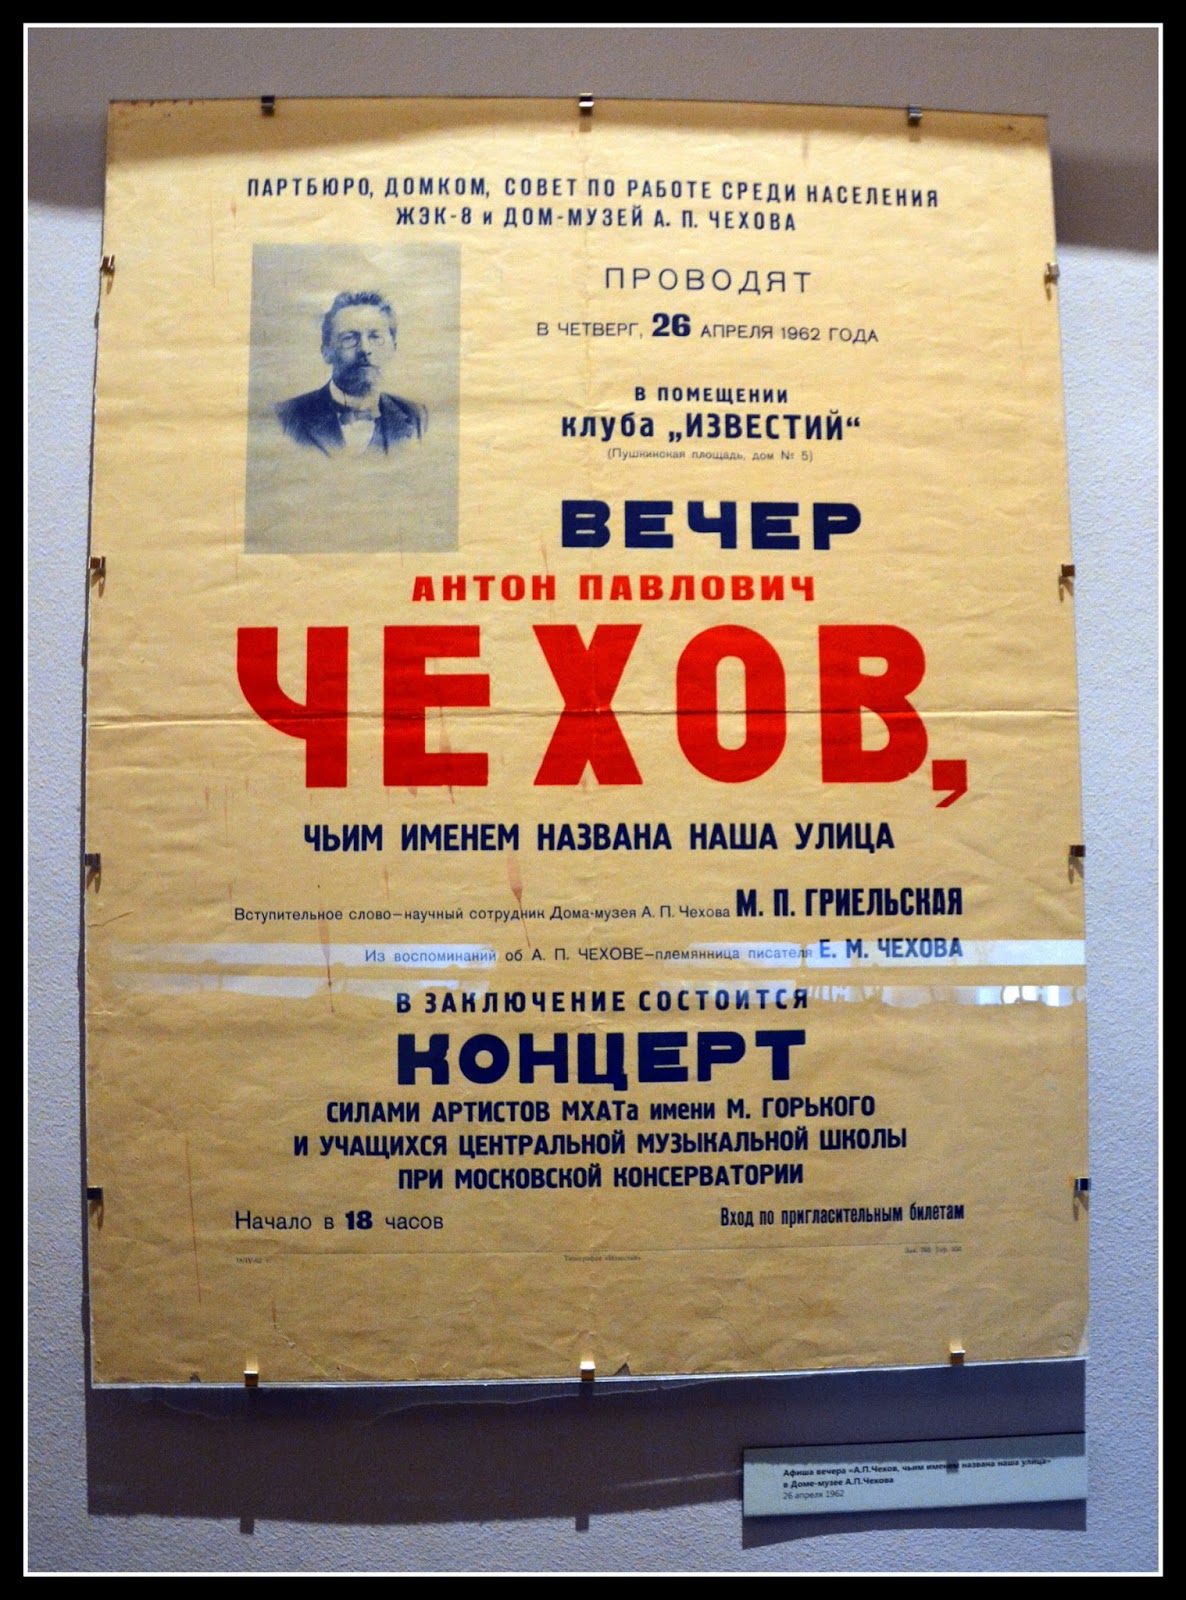 ПАРТБЮРО, ДОМКОМ, СОВЕТ ПО РАБОТЕ СРЕДИ НАСЕЛЕНИЯ
ЖЭК-8 и ДОМ-МУЗЕЙ А. П. ЧЕХОВА
ПРОВОДЯТ
В ЧЕТВЕРГ, 26 АПРЕЛЯ 1962 ГОДА
В ПОМЕЩЕНИИ
клуба „ИЗВЕСТИЙ“
(Пушкинская площадь, дом № 5)
ВЕЧЕР
АНТОН ПАВЛОВИЧ
ЧЕХОВ,
ЧЬИМ ИМЕНЕМ НАЗВАНА НАША УЛИЦА
Вступительное слово—научный сотрудник Дома-музея А. П. Чехова М. П. ГРИЕЛЬСКАЯ
Из воспоминаний об А. П. ЧЕХОВЕ—племянница писателя Е. М. ЧЕХОВА
В ЗАКЛЮЧЕНИЕ СОСТОИТСЯ
КОНЦЕРТ
СИЛАМИ АРТИСТОВ МХАТа имени М. ГОРЬКОГО
И УЧАЩИХСЯ ЦЕНТРАЛЬНОЙ МУЗЫКАЛЬНОЙ ШКОЛЫ
ПРИ МОСКОВСКОЙ КОНСЕРВАТОРИИ
Начало в 18 часов Вход по пригласительным билетам
Типография «Известий»
Афиша вечера «А.П.Чехов, чьим именем названа наша улица»
в Доме-музее А.П.Чехова
26 апреля 1962